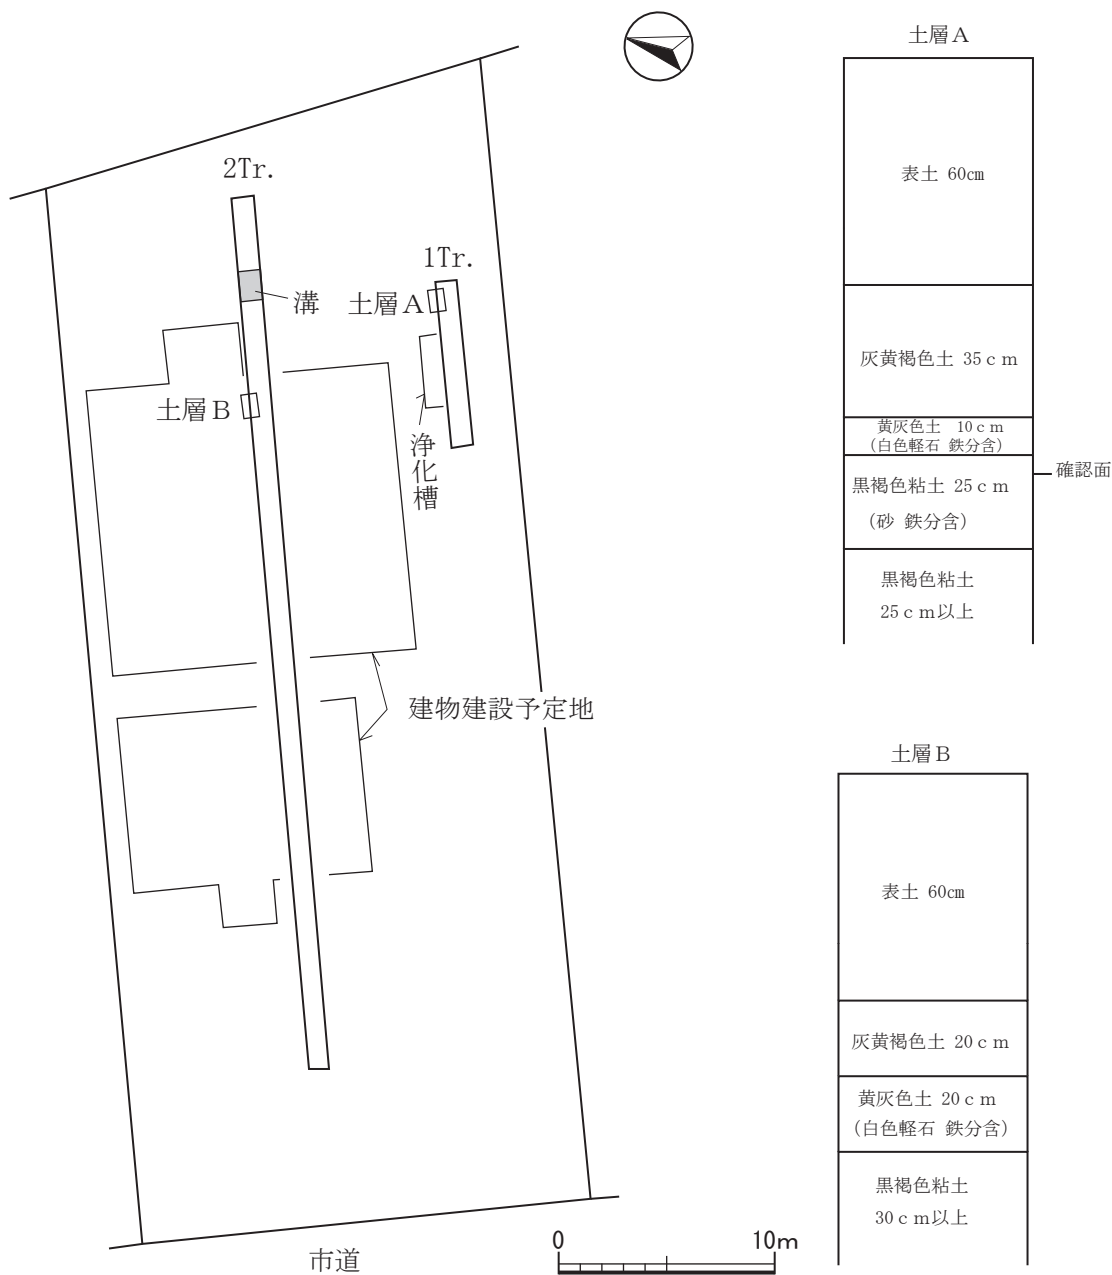 2Tr.
1Tr.
溝
土層A
土層B
浄化槽
建物建設予定地
市道
0
10m
土層A
表土 60㎝
灰黄褐色土 35ｃｍ
黄灰色土 10ｃｍ
（白色軽石 鉄分含）
確認面
黒褐色粘土 25ｃｍ
（砂 鉄分含）
黒褐色粘土
25ｃｍ以上
土層B
表土 60㎝
灰黄褐色土 20ｃｍ
黄灰色土 20ｃｍ
（白色軽石 鉄分含）
黒褐色粘土
30ｃｍ以上